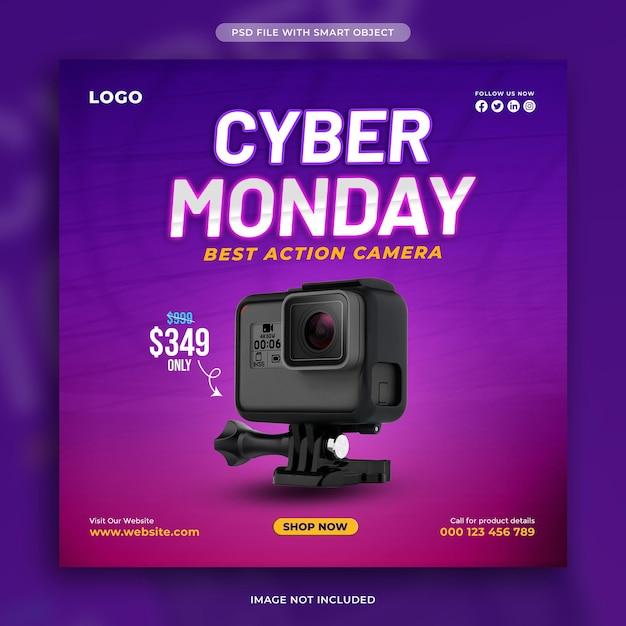 PSD FILE WITH SMART OBJECT
LOGO
FOLLOW US NOW
CYBER
MONDAY
BEST ACTION CAMERA
$999
$349
ONLY
00:06
Visit Our Website
www.website.com
SHOP NOW
Call for product details
000 123 456 789
IMAGE NOT INCLUDED